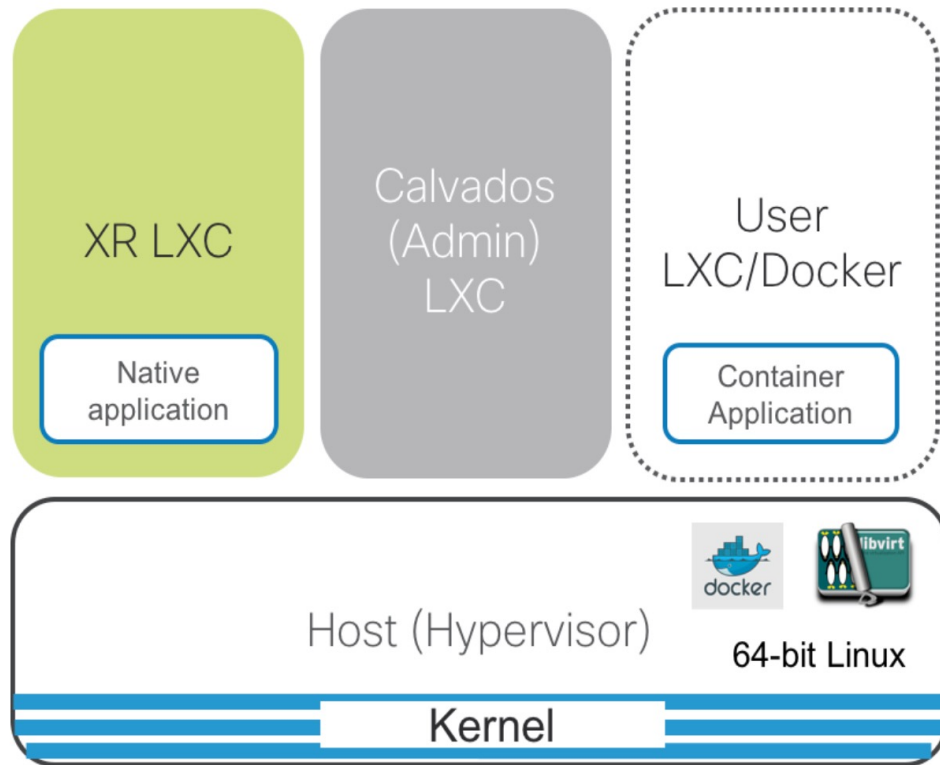 XR LXC
Native
application
Calvados
(Admin)
LXC
User
LXC/Docker
Container
Application
docker
libvirt
Host (Hypervisor)
64-bit Linux
Kernel